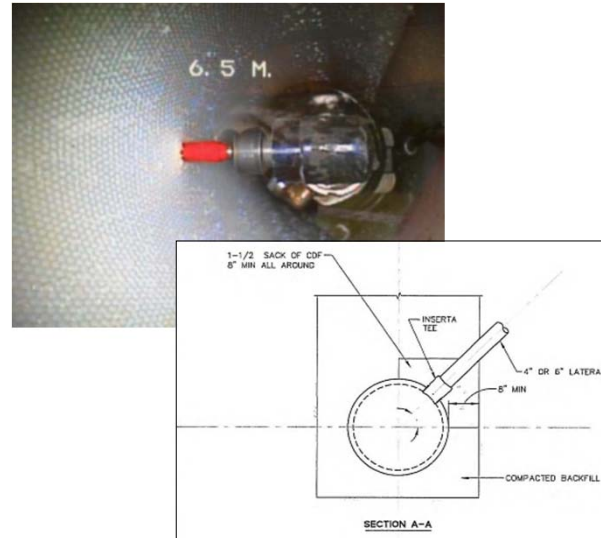 6.5 M.
1-1/2 SACK OF CDF
8" MIN ALL AROUND
INSERTA
TEE
4" OR 6" LATERA
8" MIN
COMPACTED BACKFILL
SECTION A-A